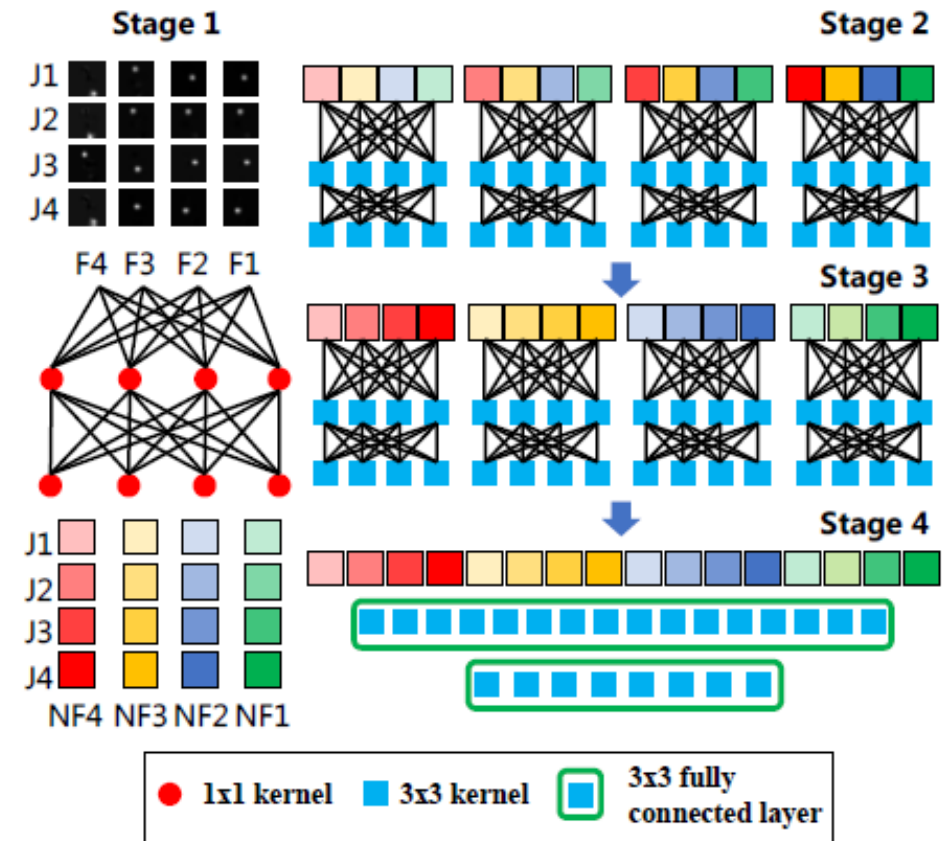 Stage 1
J1
J2
J3
J4
F4 F3 F2 F1
J1
J2
J3
J4
NF4 NF3 NF2 NF1
Stage 2
Stage 3
Stage 4
1x1 kernel
3x3 kernel
3x3 fully
connected layer